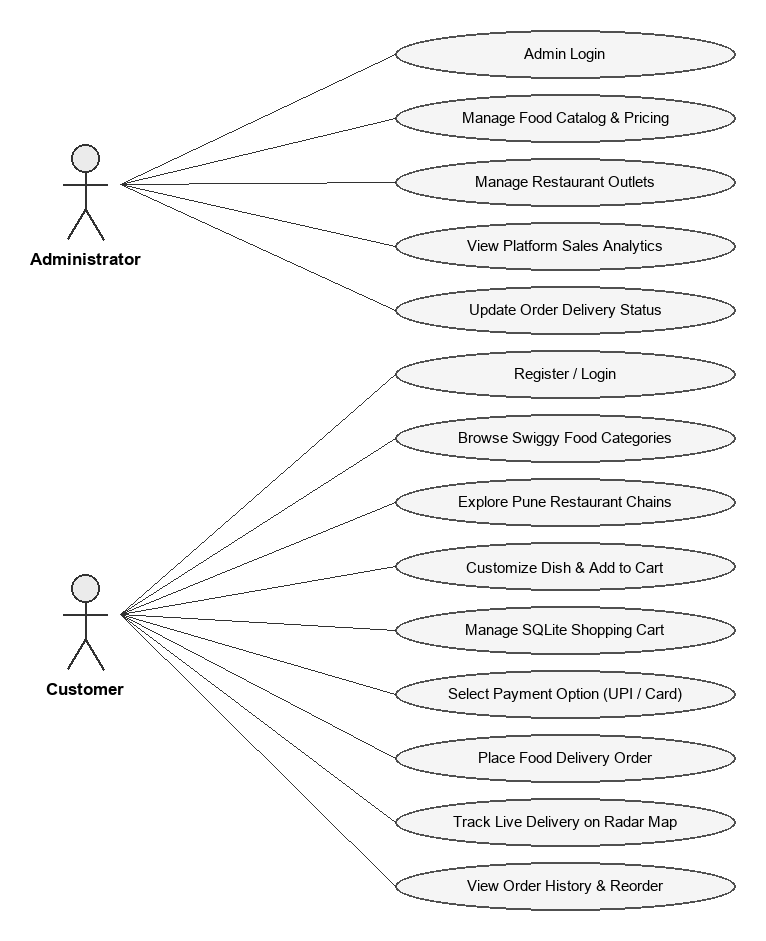 Admin Login
Manage Food Catalog & Pricing
Manage Restaurant Outlets
View Platform Sales Analytics
Update Order Delivery Status
Administrator
Register / Login
Browse Swiggy Food Categories
Explore Pune Restaurant Chains
Customize Dish & Add to Cart
Manage SQLite Shopping Cart
Select Payment Option (UPI / Card)
Place Food Delivery Order
Track Live Delivery on Radar Map
View Order History & Reorder
Customer